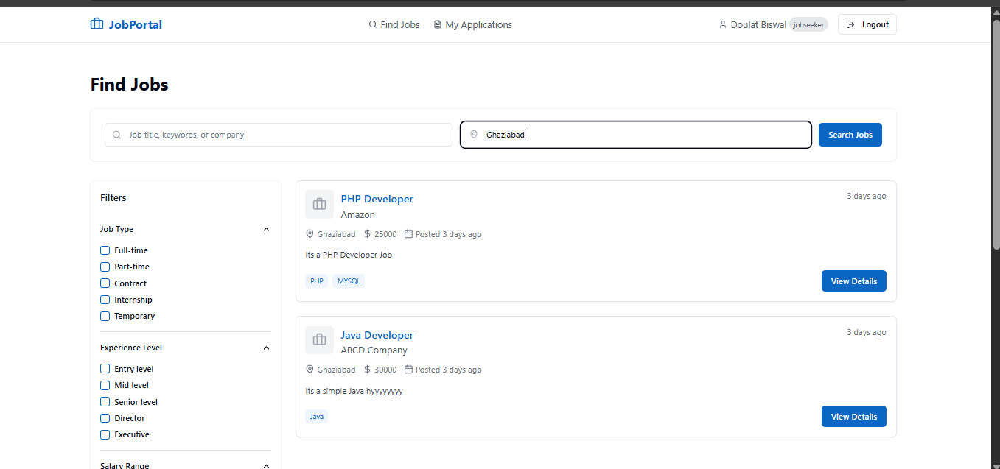 JobPortal
Find Jobs
My Applications
Doulat Biswal jobseeker
Logout
Find Jobs
Job title, keywords, or company
Ghaziabad
Search Jobs
Filters
Job Type
Full-time
Part-time
Contract
Internship
Temporary
Experience Level
Entry level
Mid level
Senior level
Director
Executive
Salary Range
PHP Developer
3 days ago
Amazon
Ghaziabad $ 25000 Posted 3 days ago
Its a PHP Developer Job
PHP MYSQL
View Details
Java Developer
3 days ago
ABCD Company
Ghaziabad $ 30000 Posted 3 days ago
Its a simple Java hyyyyyyyy
Java
View Details